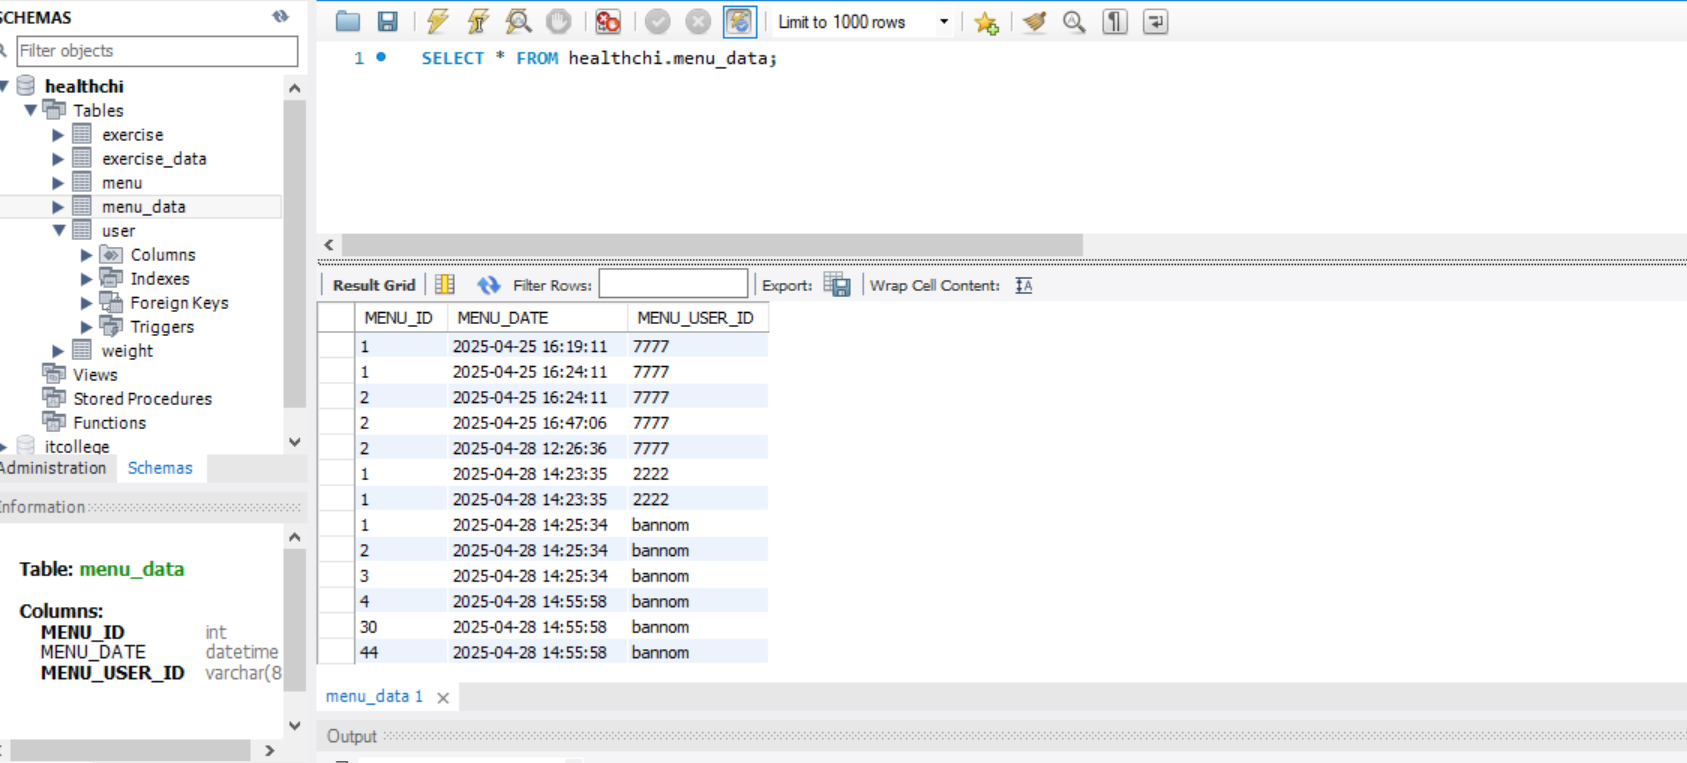 SCHEMAS
Filter objects
healthchi
Tables
exercise
exercise_data
menu
menu_data
user
Columns
Indexes
Foreign Keys
Triggers
weight
Views
Stored Procedures
Functions
itcollege
Administration Schemas
Information
Table: menu_data
Columns:
MENU_ID int
MENU_DATE datetime
MENU_USER_ID varchar(8
Limit to 1000 rows
1 SELECT * FROM healthchi.menu_data;
Result Grid Filter Rows: Export: Wrap Cell Content: IA
MENU_ID MENU_DATE MENU_USER_ID
1 2025-04-25 16:19:11 7777
1 2025-04-25 16:24:11 7777
2 2025-04-25 16:24:11 7777
2 2025-04-25 16:47:06 7777
2 2025-04-28 12:26:36 7777
1 2025-04-28 14:23:35 2222
1 2025-04-28 14:23:35 2222
1 2025-04-28 14:25:34 bannom
2 2025-04-28 14:25:34 bannom
3 2025-04-28 14:25:34 bannom
4 2025-04-28 14:55:58 bannom
30 2025-04-28 14:55:58 bannom
44 2025-04-28 14:55:58 bannom
menu_data 1
Output